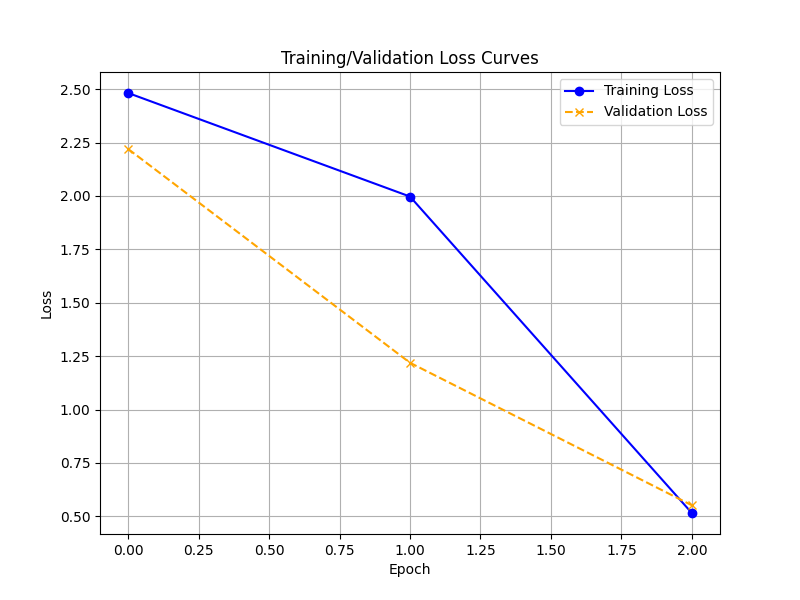 Training/Validation Loss Curves
Training Loss
Validation Loss
2.50
2.25
2.00
1.75
1.50
1.25
1.00
0.75
0.50
Loss
0.00 0.25 0.50 0.75 1.00 1.25 1.50 1.75 2.00
Epoch